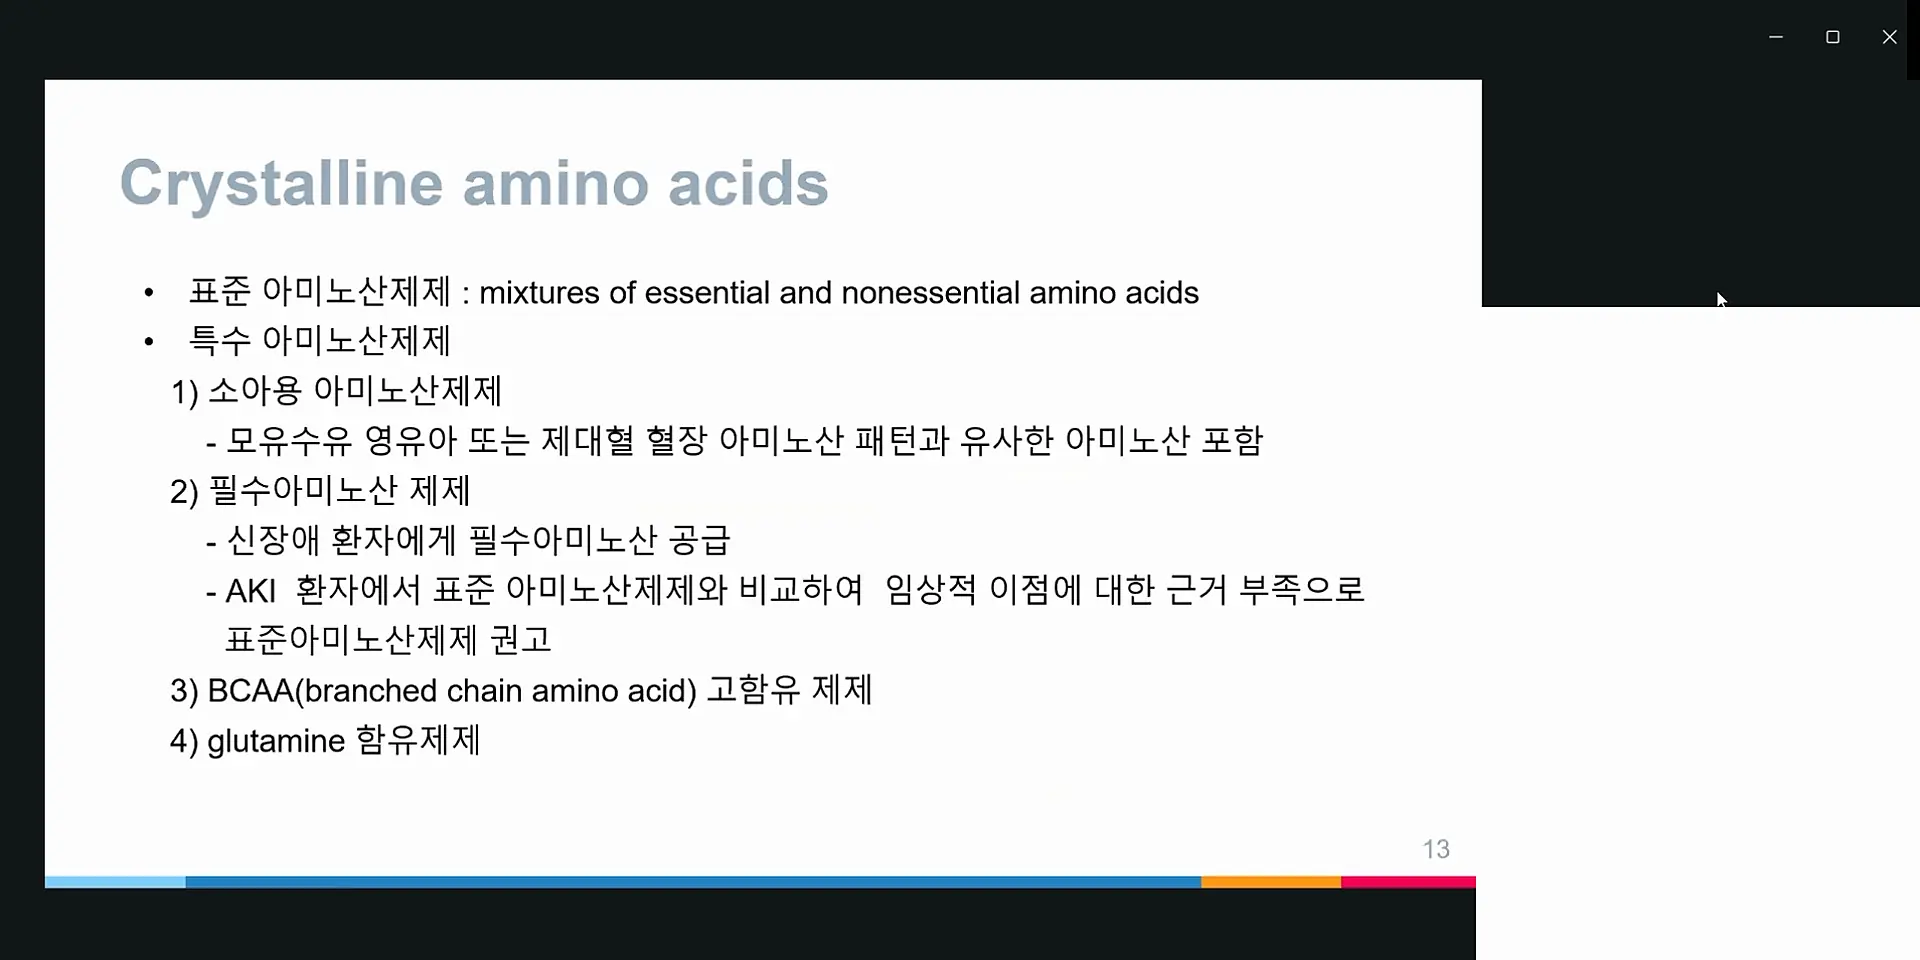 Crystalline amino acids
• 표준 아미노산제제 : mixtures of essential and nonessential amino acids
• 특수 아미노산제제
1) 소아용 아미노산제제
- 모유수유 영유아 또는 제대혈 혈장 아미노산 패턴과 유사한 아미노산 포함
2) 필수아미노산 제제
- 신장애 환자에게 필수아미노산 공급
- AKI 환자에서 표준 아미노산제제와 비교하여 임상적 이점에 대한 근거 부족으로
표준아미노산제제 권고
3) BCAA(branched chain amino acid) 고함유 제제
4) glutamine 함유제제
13